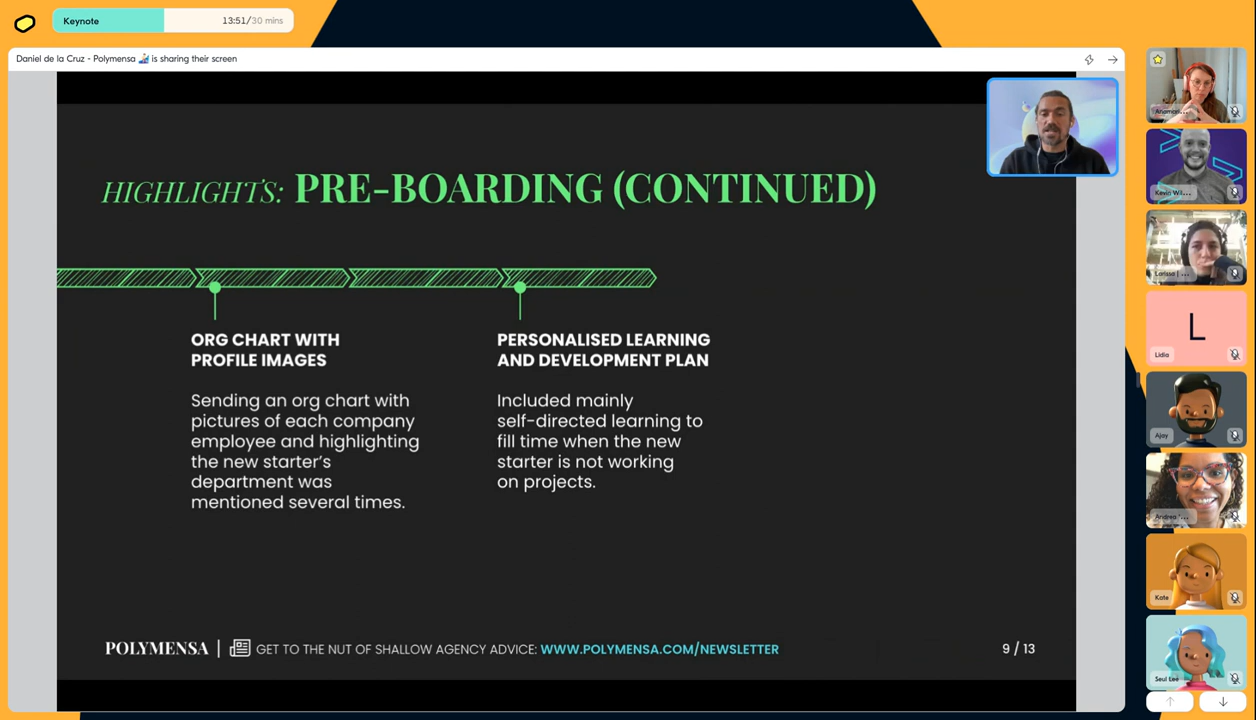 Keynote
13:51/30 mins
Daniel de la Cruz - Polymensa is sharing their screen
HIGHLIGHTS: PRE-BOARDING (CONTINUED)
ORG CHART WITH
PROFILE IMAGES
Sending an org chart with
pictures of each company
employee and highlighting
the new starter's
department was
mentioned several times.
PERSONALISED LEARNING
AND DEVELOPMENT PLAN
Included mainly
self-directed learning to
fill time when the new
starter is not working
on projects.
POLYMENSA | GET TO THE NUT OF SHALLOW AGENCY ADVICE: WWW.POLYMENSA.COM/NEWSLETTER
9 / 13
Kevin Wil...
Larissa | ...
L
Lidia
Ajay
Kate
Seul Lee